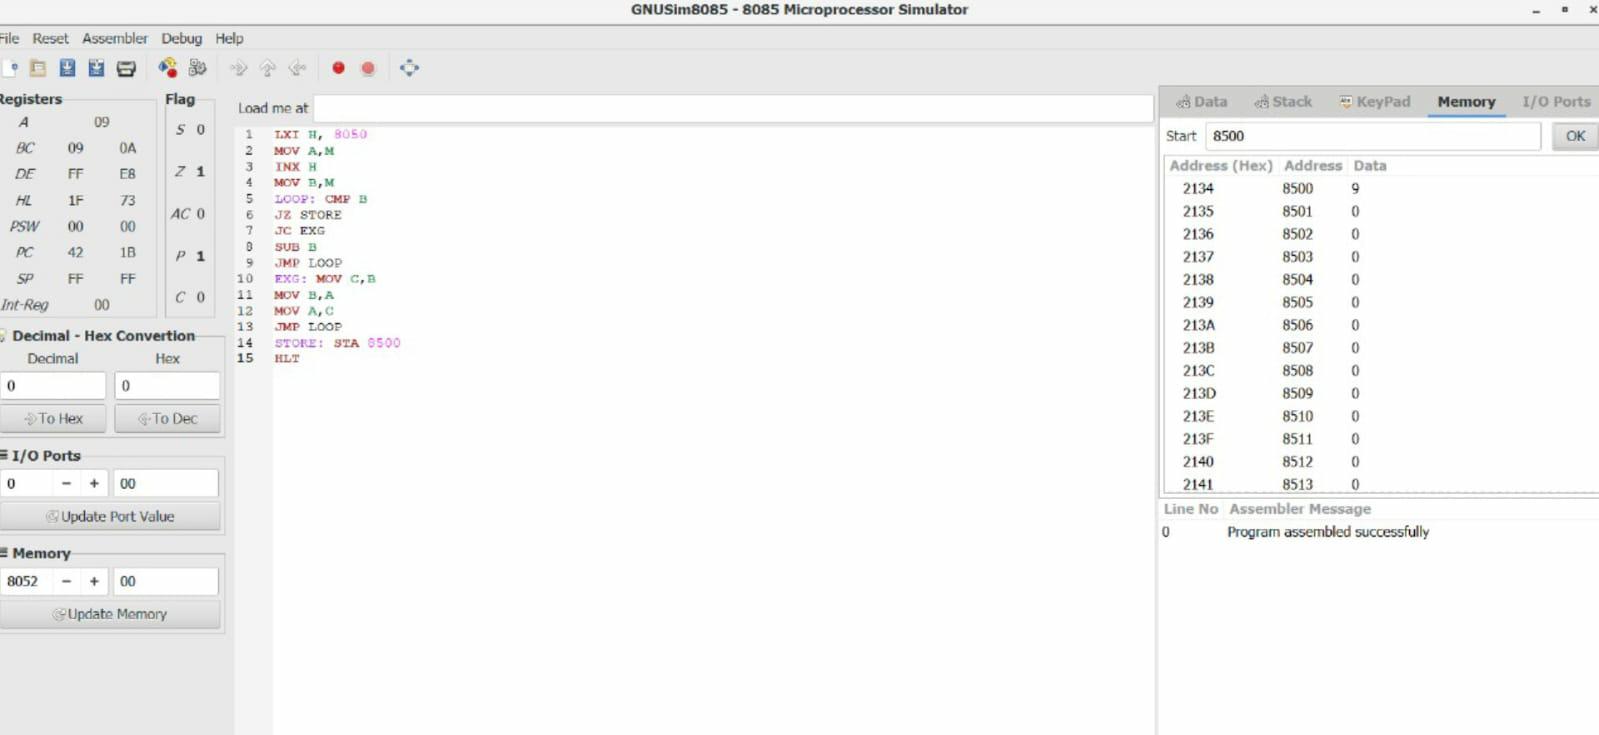 GNUSim8085 - 8085 Microprocessor Simulator
File Reset Assembler Debug Help
Registers
A 09
BC 09 0A
DE FF E8
HL 1F 73
PSW 00 00
PC 42 1B
SP FF FF
Int-Reg 00
Flag
S 0
Z 1
AC 0
P 1
C 0
Decimal - Hex Convertion
Decimal Hex
0 0
To Hex To Dec
I/O Ports
0 - + 00
Update Port Value
Memory
8052 - + 00
Update Memory
Load me at
1 LXI H, 8050
2 MOV A,M
3 INX H
4 MOV B,M
5 LOOP: CMP B
6 JZ STORE
7 JC EXG
8 SUB B
9 JMP LOOP
10 EXG: MOV C,B
11 MOV B,A
12 MOV A,C
13 JMP LOOP
14 STORE: STA 8500
15 HLT
Data Stack KeyPad Memory I/O Ports
Start 8500 OK
Address (Hex) Address Data
2134 8500 9
2135 8501 0
2136 8502 0
2137 8503 0
2138 8504 0
2139 8505 0
213A 8506 0
213B 8507 0
213C 8508 0
213D 8509 0
213E 8510 0
213F 8511 0
2140 8512 0
2141 8513 0
Line No Assembler Message
0 Program assembled successfully